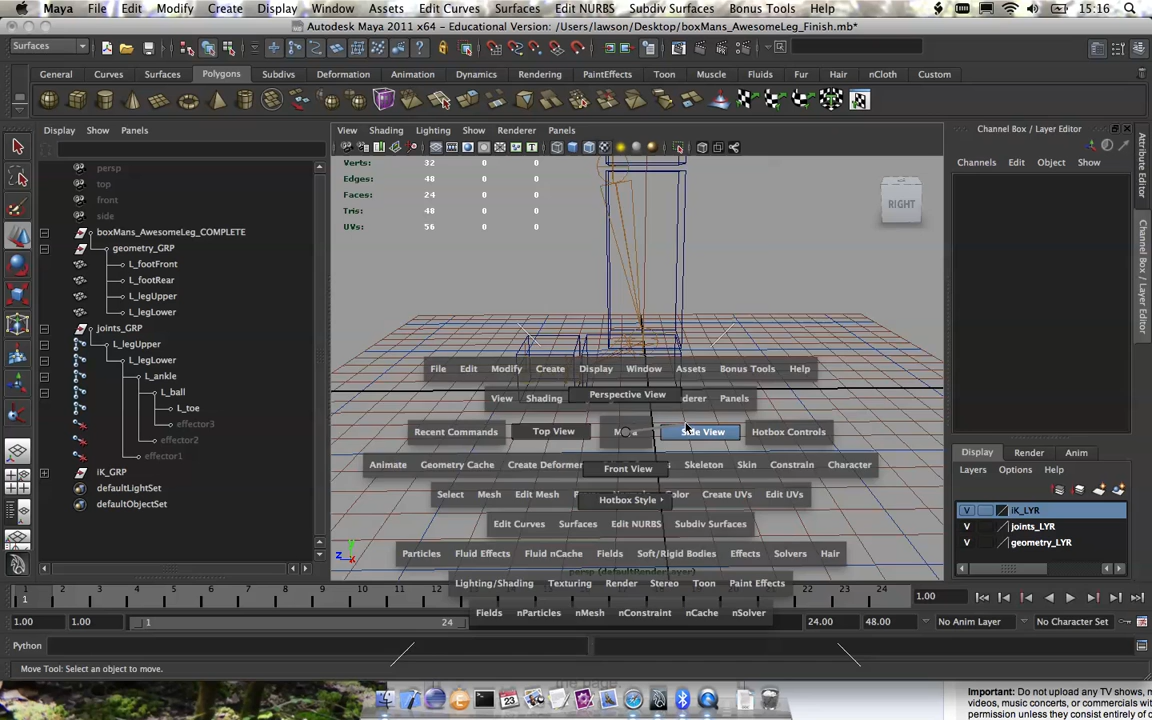 Maya File Edit Modify Create Display Window Assets Edit Curves Surfaces Edit NURBS Subdiv Surfaces Bonus Tools Help 15:16
Autodesk Maya 2011 x64 - Educational Version: /Users/lawson/Desktop/boxMans_AwesomeLeg_Finish.mb*
Surfaces
General Curves Surfaces Polygons Subdivs Deformation Animation Dynamics Rendering PaintEffects Toon Muscle Fluids Fur Hair nCloth Custom
Display Show Panels
View Shading Lighting Show Renderer Panels
Channel Box / Layer Editor
Channels Edit Object Show
Attribute Editor
Channel Box / Layer Editor
Verts: 32 0 0
Edges: 48 0 0
Faces: 24 0 0
Tris: 48 0 0
UVs: 56 0 0
RIGHT
persp
top
front
side
boxMans_AwesomeLeg_COMPLETE
geometry_GRP
L_footFront
L_footRear
L_legUpper
L_legLower
joints_GRP
L_legUpper
L_legLower
L_ankle
L_ball
L_toe
effector3
effector2
effector1
iK_GRP
defaultLightSet
defaultObjectSet
File Edit Modify Create Display Window Assets Bonus Tools Help
Perspective View
View Shading Panels
Recent Commands Top View Side View Hotbox Controls
Animate Geometry Cache Create Deformers Skeleton Skin Constrain Character
Front View
Select Mesh Edit Mesh Color Create UVs Edit UVs
Hotbox Style
Edit Curves Surfaces Edit NURBS Subdiv Surfaces
Particles Fluid Effects Fluid nCache Fields Soft/Rigid Bodies Effects Solvers Hair
persp (defaultRenderLayer)
Lighting/Shading Texturing Render Stereo Toon Paint Effects
Fields nParticles nMesh nConstraint nCache nSolver
Display Render Anim
Layers Options Help
V iK_LYR
V joints_LYR
V geometry_LYR
1.00
1.00 1.00 1 24 24.00 48.00 No Anim Layer No Character Set
Python
Move Tool: Select an object to move.
Important: Do not upload any TV shows, m
videos, music concerts, or commercials
permission unless they consist entirely of c